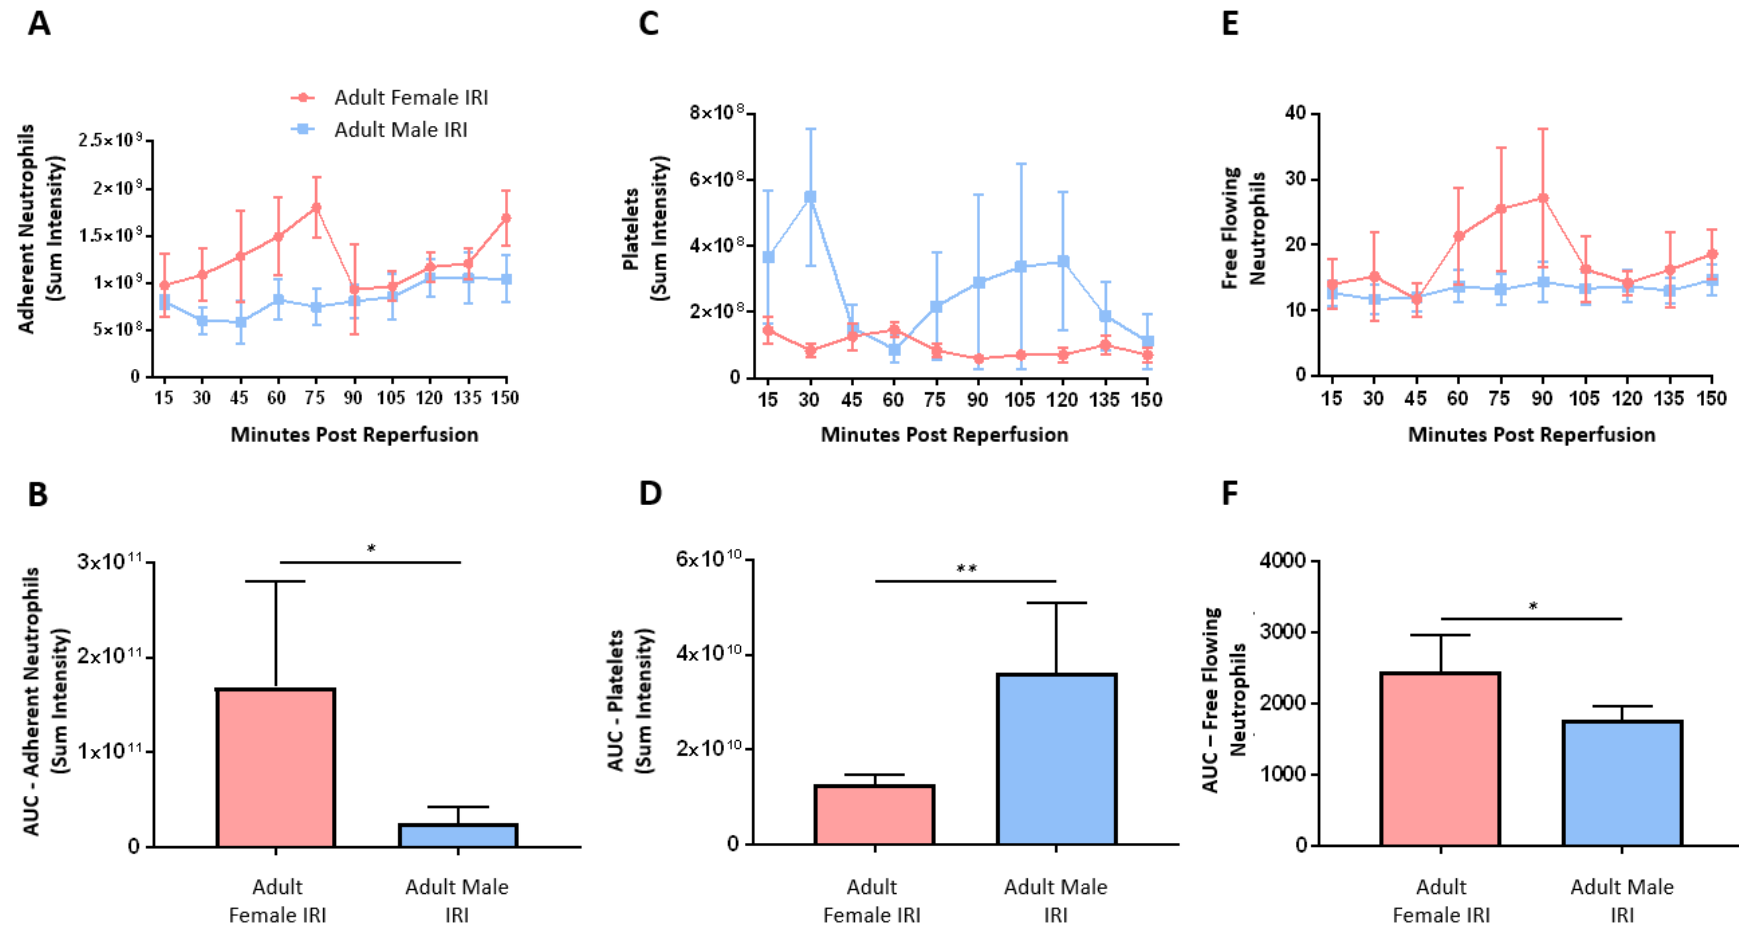 A
C
E
Adult Female IRI
Adult Male IRI
Adherent Neutrophils
(Sum Intensity)
2.5×10⁹
2×10⁹
1.5×10⁹
1×10⁹
5×10⁸
0
15 30 45 60 75 90 105 120 135 150
Minutes Post Reperfusion
Platelets
(Sum Intensity)
8×10⁸
6×10⁸
4×10⁸
2×10⁸
0
15 30 45 60 75 90 105 120 135 150
Minutes Post Reperfusion
Free Flowing
Neutrophils
40
30
20
10
0
15 30 45 60 75 90 105 120 135 150
Minutes Post Reperfusion
B
D
F
AUC - Adherent Neutrophils
(Sum Intensity)
3×10¹¹
2×10¹¹
1×10¹¹
0
*
Adult
Female IRI
Adult Male
IRI
AUC - Platelets
(Sum Intensity)
6×10¹⁰
4×10¹⁰
2×10¹⁰
0
**
Adult
Female IRI
Adult Male
IRI
AUC – Free Flowing
Neutrophils
4000
3000
2000
1000
0
*
Adult
Female IRI
Adult Male
IRI